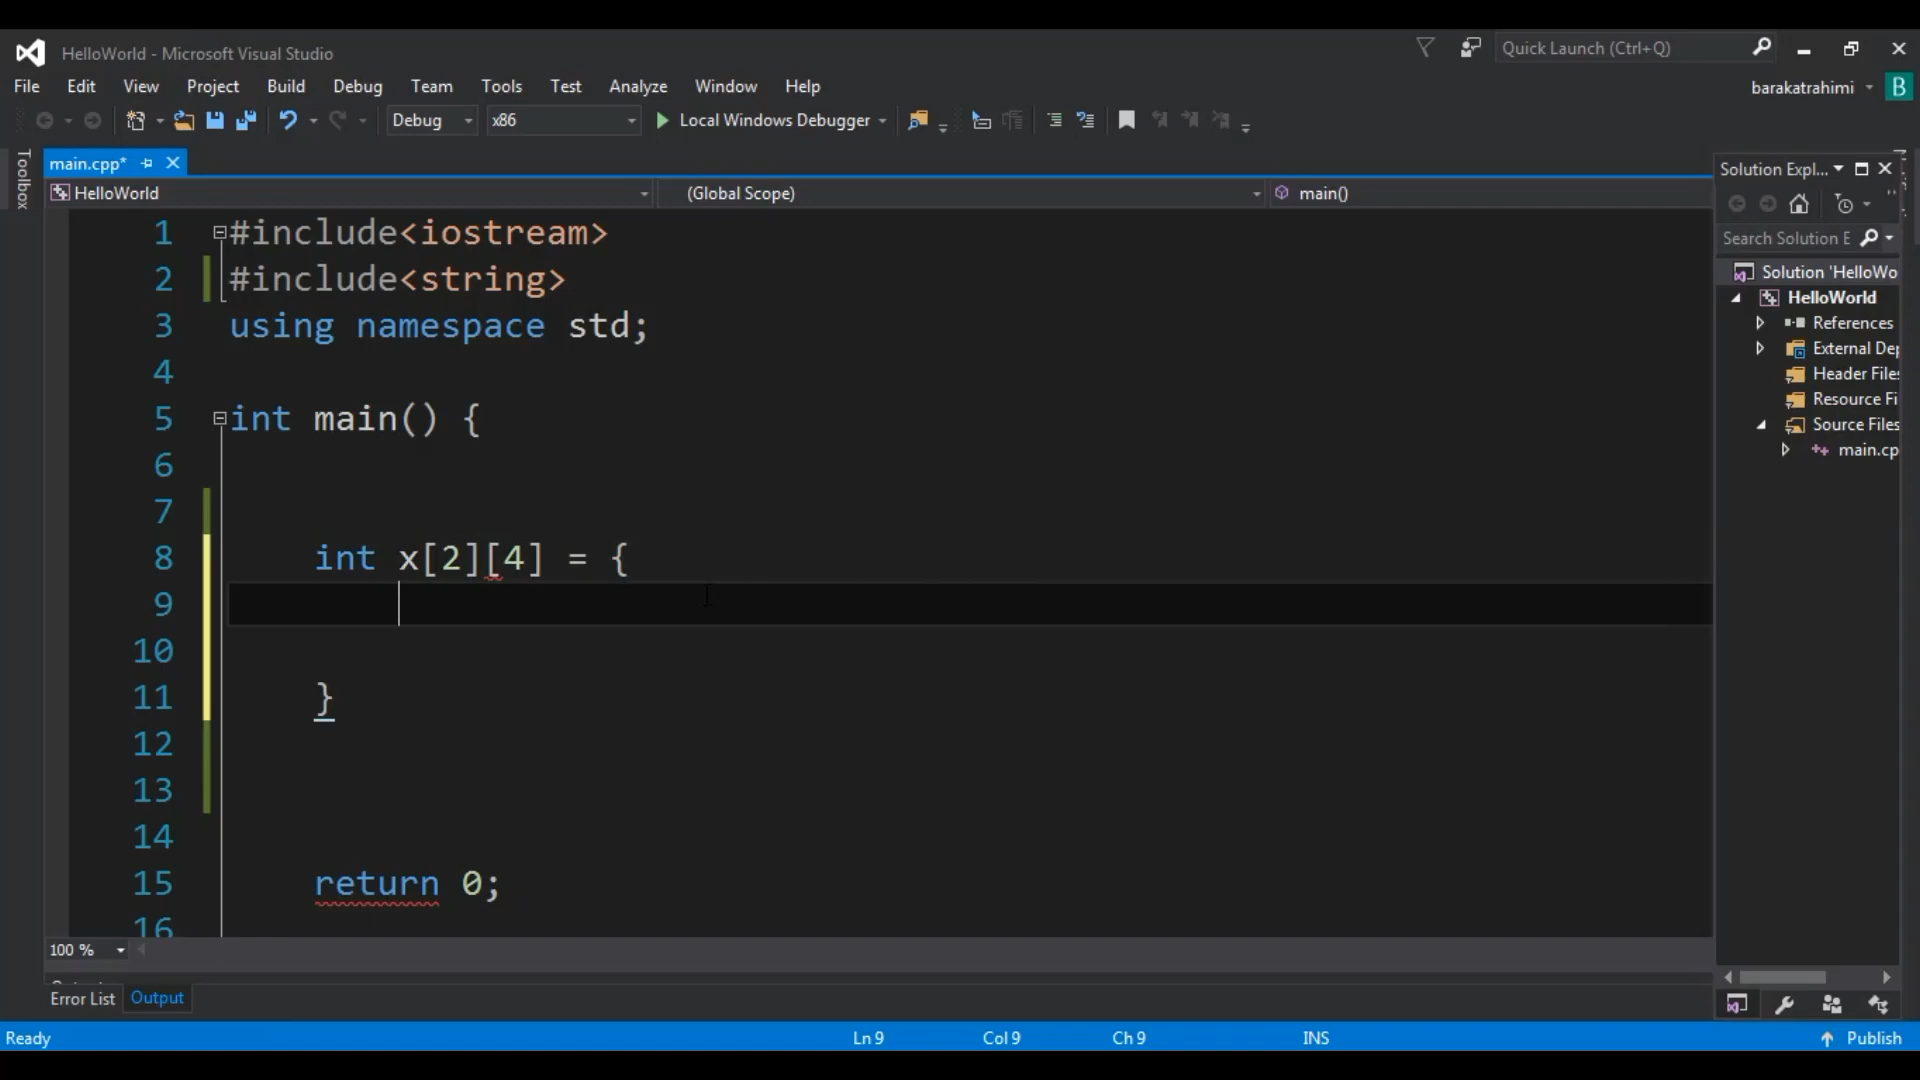 HelloWorld - Microsoft Visual Studio
Quick Launch (Ctrl+Q)
File Edit View Project Build Debug Team Tools Test Analyze Window Help
barakatrahimi B
Debug x86 Local Windows Debugger
Toolbox
main.cpp*
HelloWorld (Global Scope) main()
1 #include<iostream>
2 #include<string>
3 using namespace std;
4
5 int main() {
6
7
8 int x[2][4] = {
9
10
11 }
12
13
14
15 return 0;
16
100 %
Error List Output
Solution Expl...
Search Solution E
Solution 'HelloWo
HelloWorld
References
External De
Header Files
Resource Fi
Source Files
main.cp
Ready Ln 9 Col 9 Ch 9 INS Publish